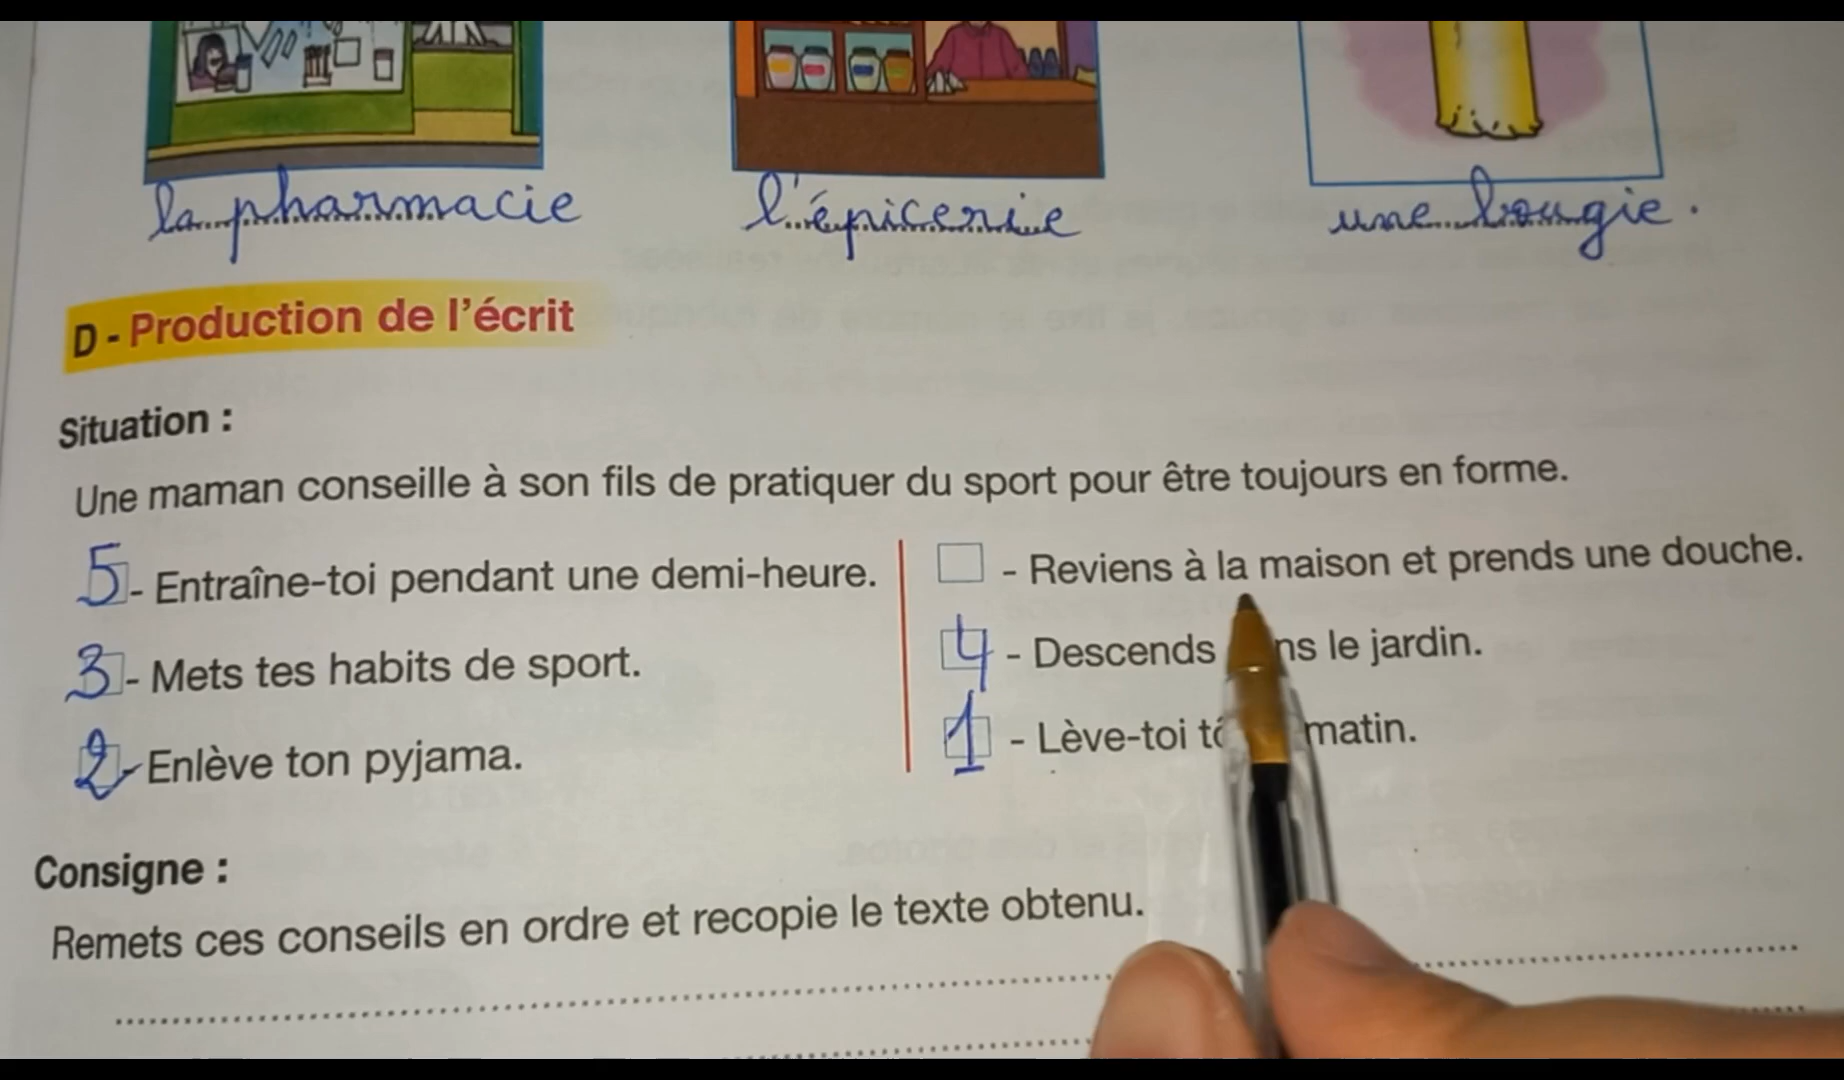 la pharmacie
l'épicerie
une bougie.
D - Production de l'écrit
Situation :
Une maman conseille à son fils de pratiquer du sport pour être toujours en forme.
5 - Entraîne-toi pendant une demi-heure.
3 - Mets tes habits de sport.
2 - Enlève ton pyjama.
- Reviens à la maison et prends une douche.
4 - Descends le jardin.
1 - Lève-toi matin.
Consigne :
Remets ces conseils en ordre et recopie le texte obtenu.